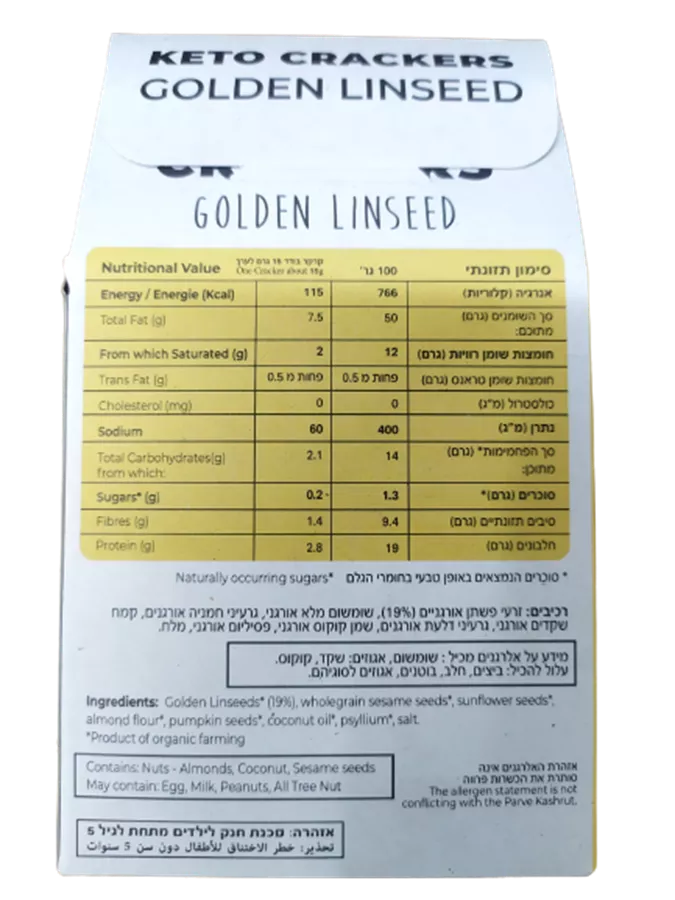 KETO CRACKERS
GOLDEN LINSEED
GOLDEN LINSEED
Nutritional Value קרקר בודד 15 גרם לערך 100 גר' סימון תזונתי
One Cracker about 15g
Energy / Energie (Kcal) 115 766 אנרגיה (קלוריות)
Total Fat (g) 7.5 50 סך השומנים (גרם)
מתוכם:
From which Saturated (g) 2 12 חומצות שומן רוויות (גרם)
Trans Fat (g) פחות מ 0.5 פחות מ 0.5 חומצות שומן טראנס (גרם)
Cholesterol (mg) 0 0 כולסטרול (מ"ג)
Sodium 60 400 נתרן (מ"ג)
Total Carbohydrates(g) 2.1 14 סך הפחמימות* (גרם)
from which: מתוכן:
Sugars* (g) 0.2 1.3 סוכרים (גרם)*
Fibres (g) 1.4 9.4 סיבים תזונתיים (גרם)
Protein (g) 2.8 19 חלבונים (גרם)
* סוכרים הנמצאים באופן טבעי בחומרי הגלם Naturally occurring sugars*
רכיבים: זרעי פשתן אורגניים (19%), שומשום מלא אורגני, גרעיני חמניה אורגנים, קמח
שקדים אורגני, גרעיני דלעת אורגנים, שמן קוקוס אורגני, פסיליום אורגני, מלח.
מידע על אלרגנים מכיל: שומשום, אגוזים: שקד, קוקוס.
עלול להכיל: ביצים, חלב, בוטנים, אגוזים לסוגיהם.
Ingredients: Golden Linseeds* (19%), wholegrain sesame seeds*, sunflower seeds*,
almond flour*, pumpkin seeds*, coconut oil*, psyllium*, salt.
*Product of organic farming
Contains: Nuts - Almonds, Coconut, Sesame seeds
May contain: Egg, Milk, Peanuts, All Tree Nut
אזהרת האלרגנים אינה
סותרת את הכשרות פרווה
The allergen statement is not
conflicting with the Parve Kashrut.
אזהרה: סכנת חנק לילדים מתחת לגיל 5
تحذير: خطر الاختناق للأطفال دون سن 5 سنوات